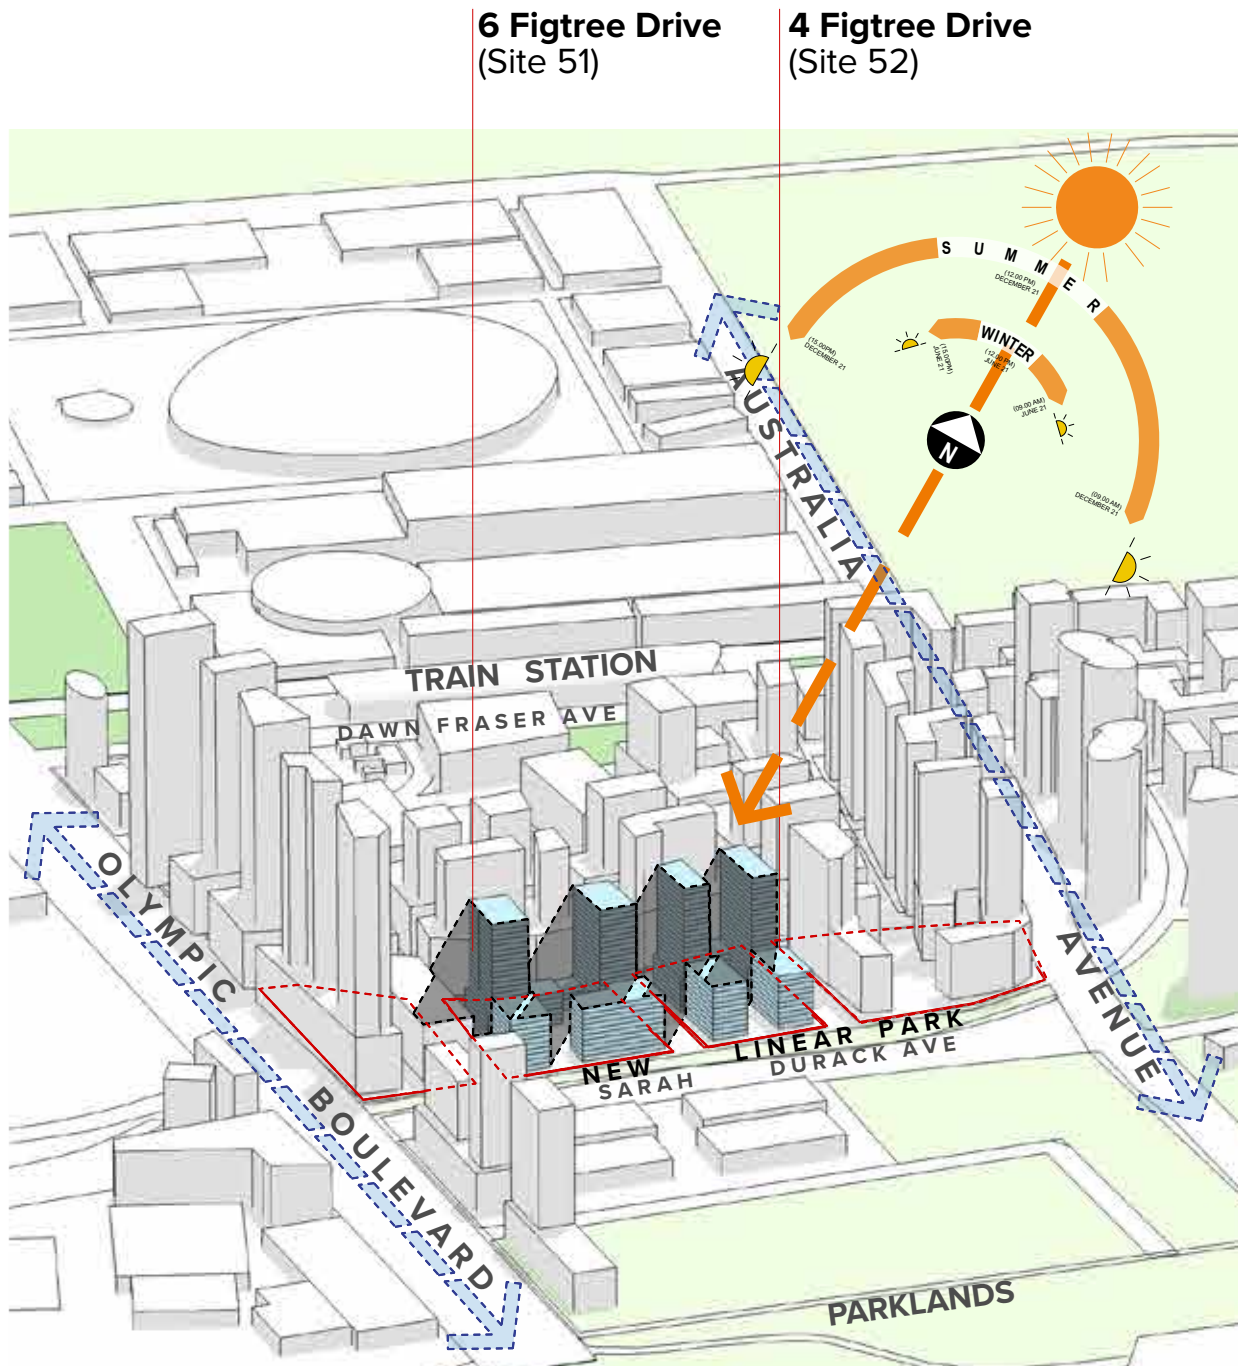 6 Figtree Drive
(Site 51)
4 Figtree Drive
(Site 52)
SUMMER
(12.00 PM)
DECEMBER 21
WINTER
(12.00 PM)
JUNE 21
(15.00PM)
DECEMBER 21
(15.00PM)
JUNE 21
(09.00 AM)
JUNE 21
N
(09.00 AM)
DECEMBER 21
AUSTRALIA
AVENUE
TRAIN STATION
DAWN FRASER AVE
OLYMPIC
BOULEVARD
NEW
LINEAR PARK
SARAH
DURACK AVE
PARKLANDS